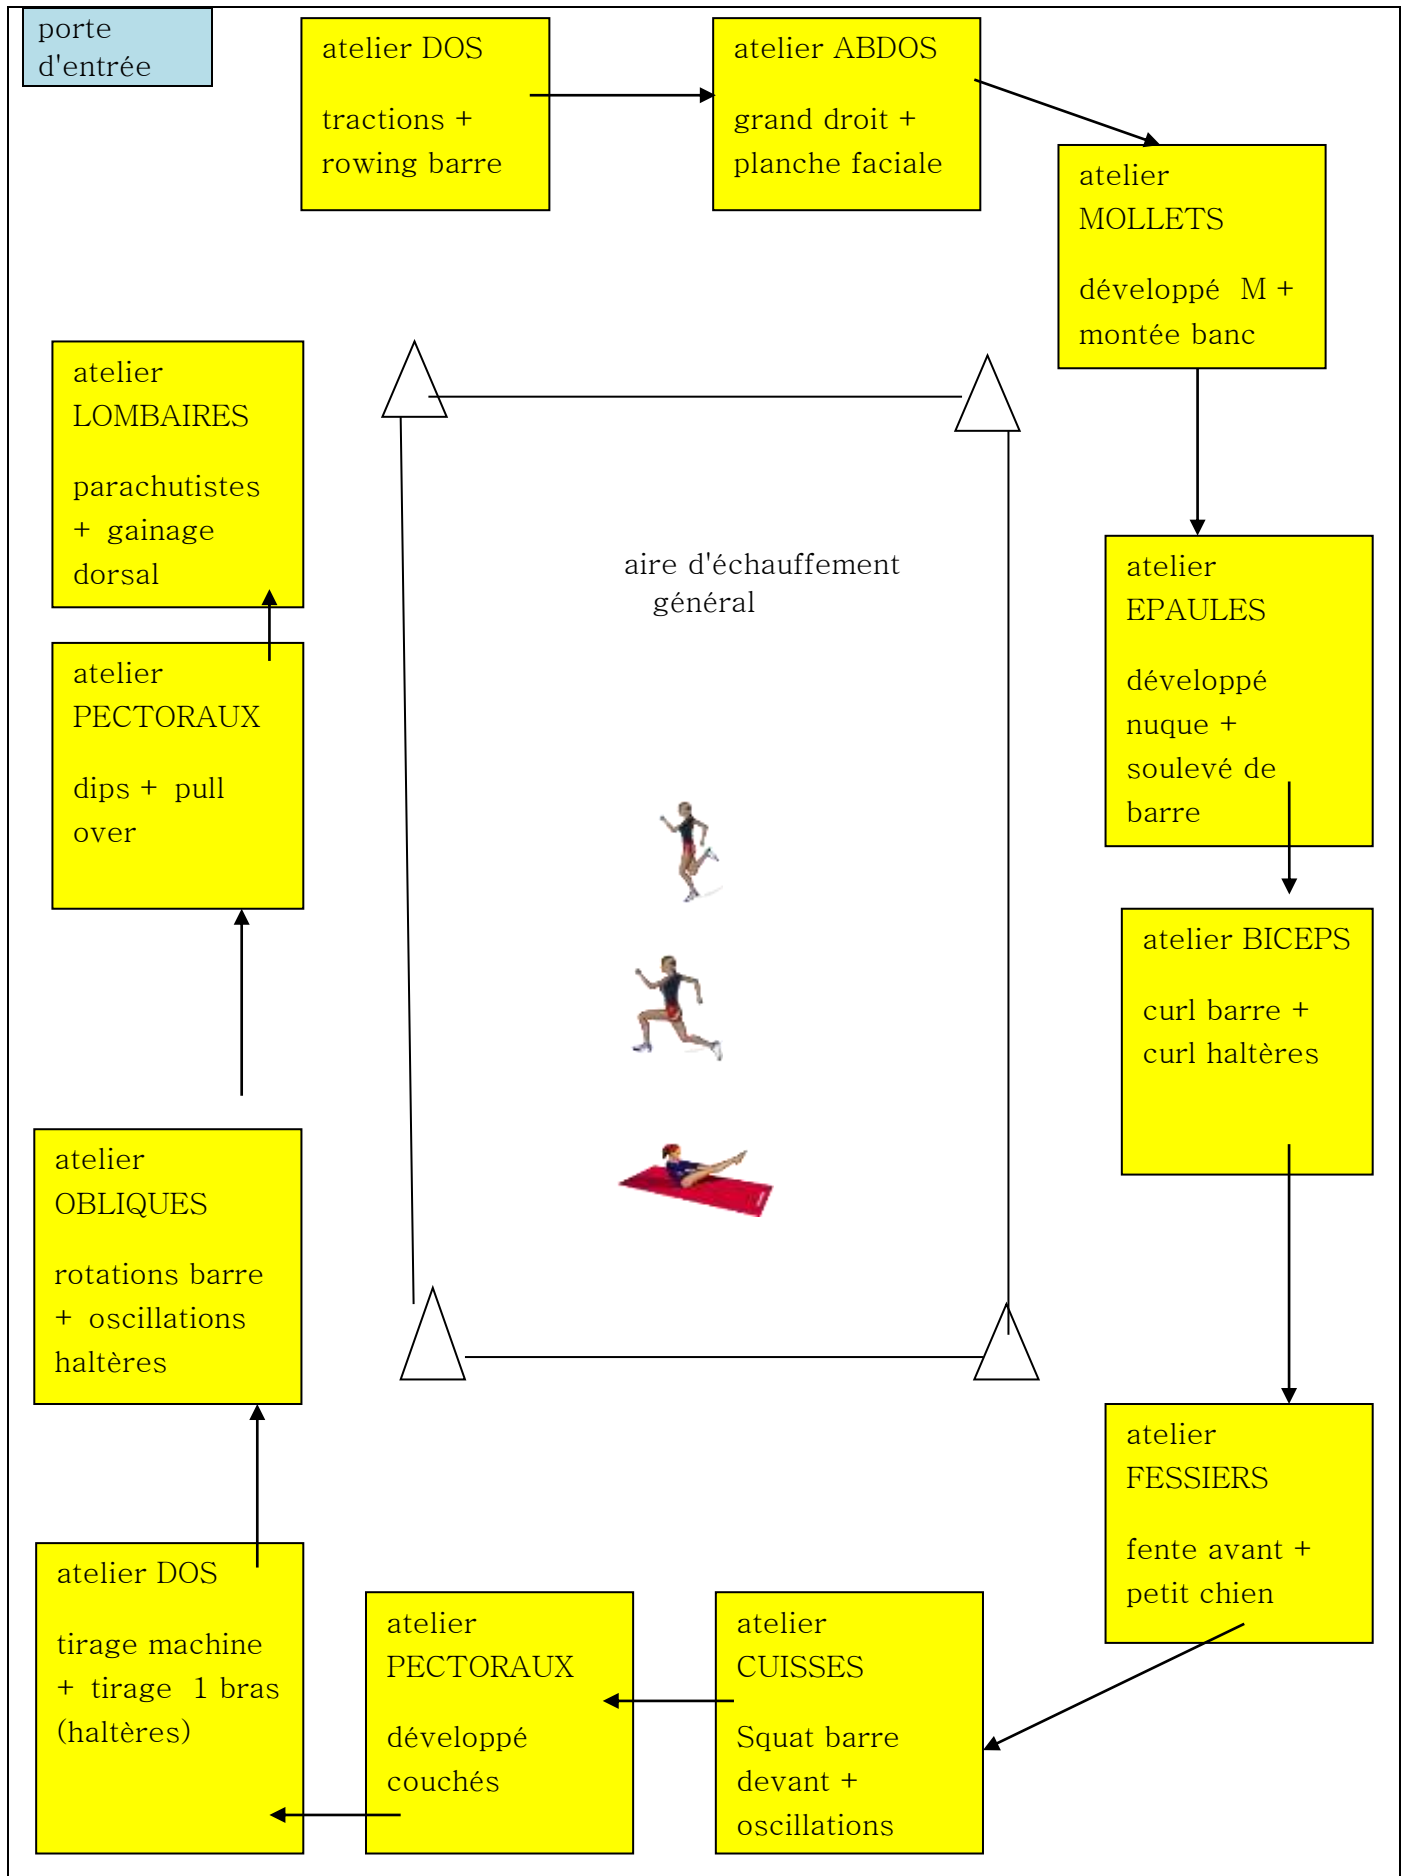 porte
d'entrée
atelier DOS
tractions +
rowing barre
atelier ABDOS
grand droit +
planche faciale
atelier
MOLLETS
développé M +
montée banc
atelier
LOMBAIRES
parachutistes
+ gainage
dorsal
aire d'échauffement
général
atelier
EPAULES
développé
nuque +
soulevé de
barre
atelier
PECTORAUX
dips + pull
over
atelier BICEPS
curl barre +
curl haltères
atelier
OBLIQUES
rotations barre
+ oscillations
haltères
atelier
FESSIERS
fente avant +
petit chien
atelier DOS
tirage machine
+ tirage 1 bras
(haltères)
atelier
PECTORAUX
développé
couchés
atelier
CUISSES
Squat barre
devant +
oscillations